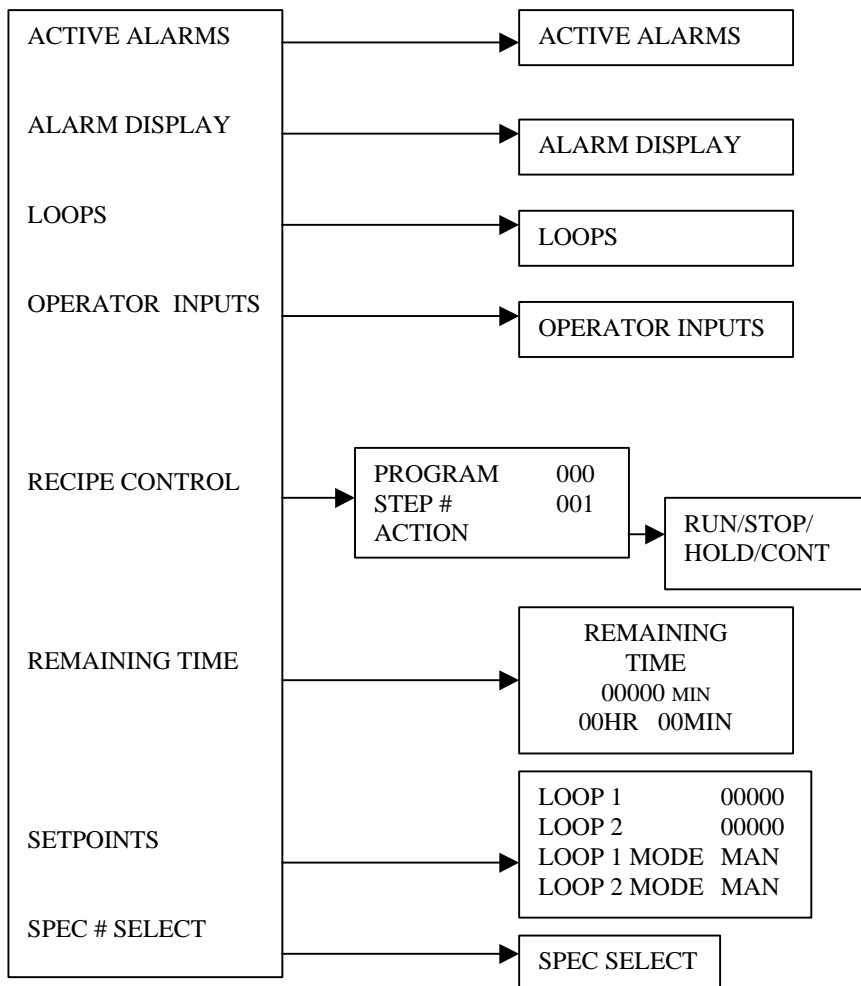 ACTIVE ALARMS
ACTIVE ALARMS
ALARM DISPLAY
ALARM DISPLAY
LOOPS
LOOPS
OPERATOR INPUTS
OPERATOR INPUTS
RECIPE CONTROL
PROGRAM 000
STEP # 001
ACTION
RUN/STOP/
HOLD/CONT
REMAINING TIME
REMAINING
TIME
00000 MIN
00HR 00MIN
SETPOINTS
LOOP 1 00000
LOOP 2 00000
LOOP 1 MODE MAN
LOOP 2 MODE MAN
SPEC # SELECT
SPEC SELECT